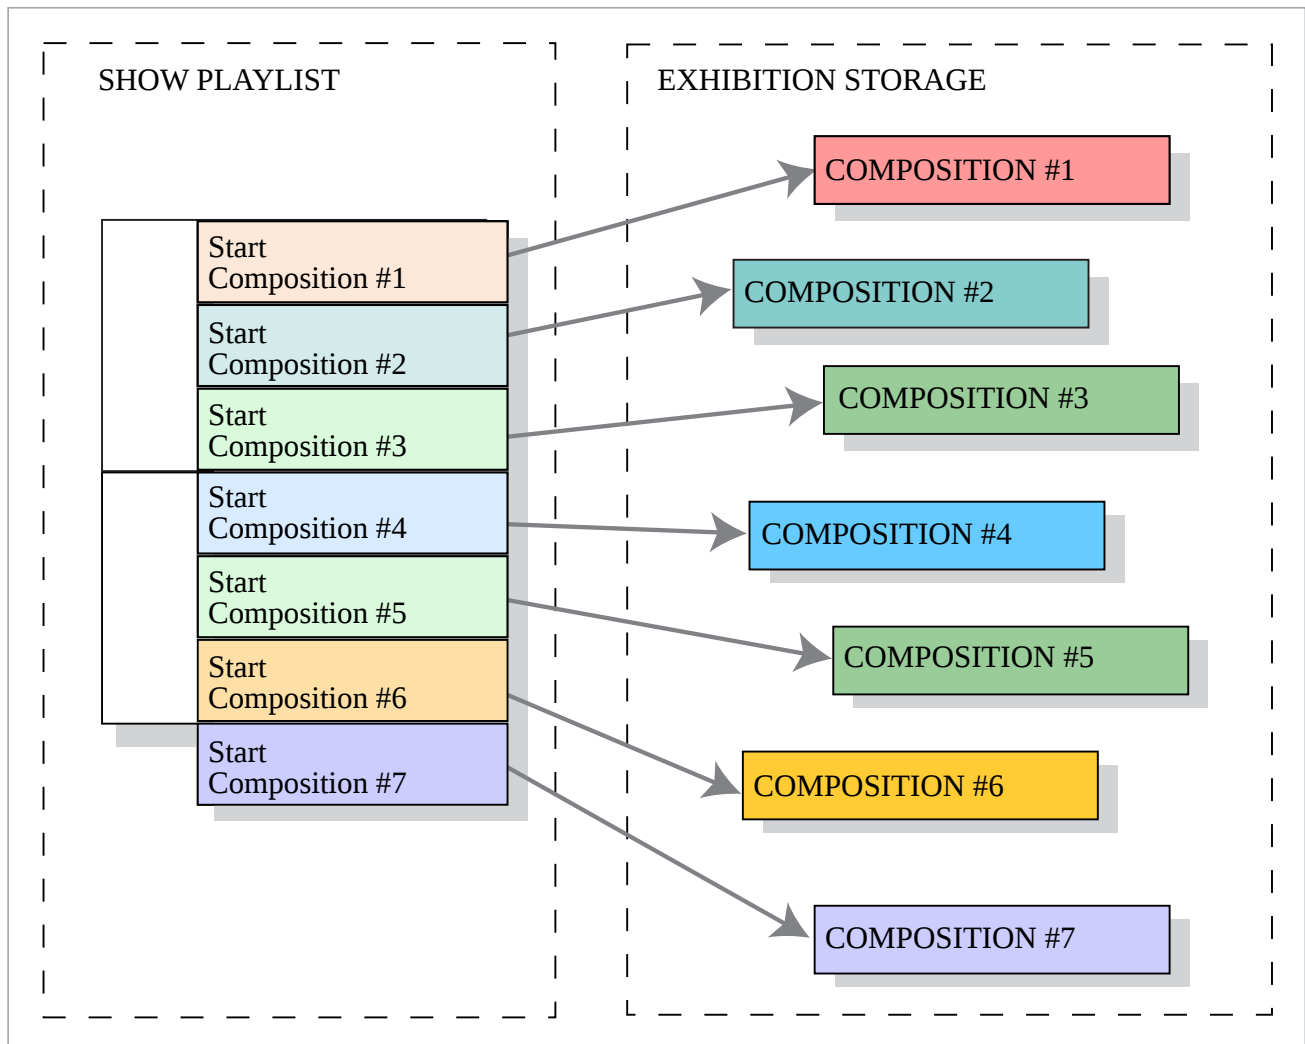 SHOW PLAYLIST
Start
Composition #1
Start
Composition #2
Start
Composition #3
Start
Composition #4
Start
Composition #5
Start
Composition #6
Start
Composition #7
EXHIBITION STORAGE
COMPOSITION #1
COMPOSITION #2
COMPOSITION #3
COMPOSITION #4
COMPOSITION #5
COMPOSITION #6
COMPOSITION #7